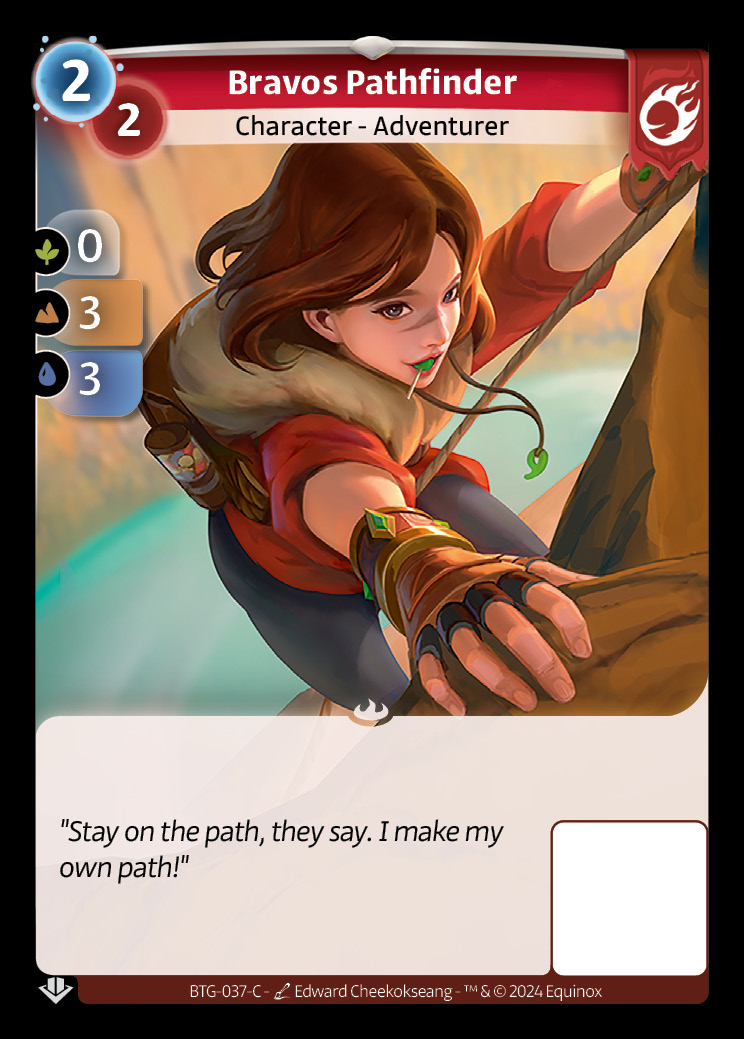 2
Bravos Pathfinder
2
Character - Adventurer
0
3
3
"Stay on the path, they say. I make my
own path!"
BTG-037-C - Edward Cheekokseang - ™ & © 2024 Equinox